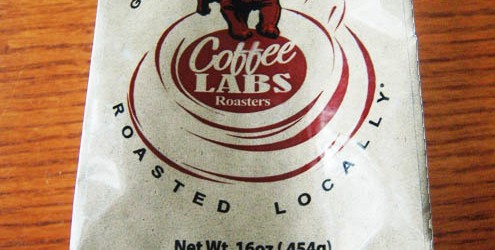 G
Coffee
LABS
Roasters
ROASTED LOCALLY®
Net Wt. 16oz (454g)